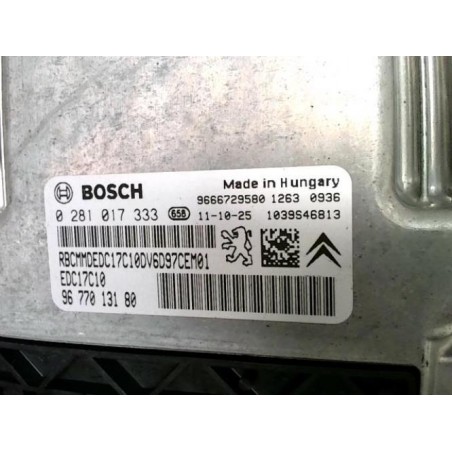 BOSCH
Made in Hungary
9666729580 1263 0936
0 281 017 333 658 11-10-25 1039S46813
RBCMMDEDC17C10DV6D97CEM01
EDC17C10
96 770 131 80